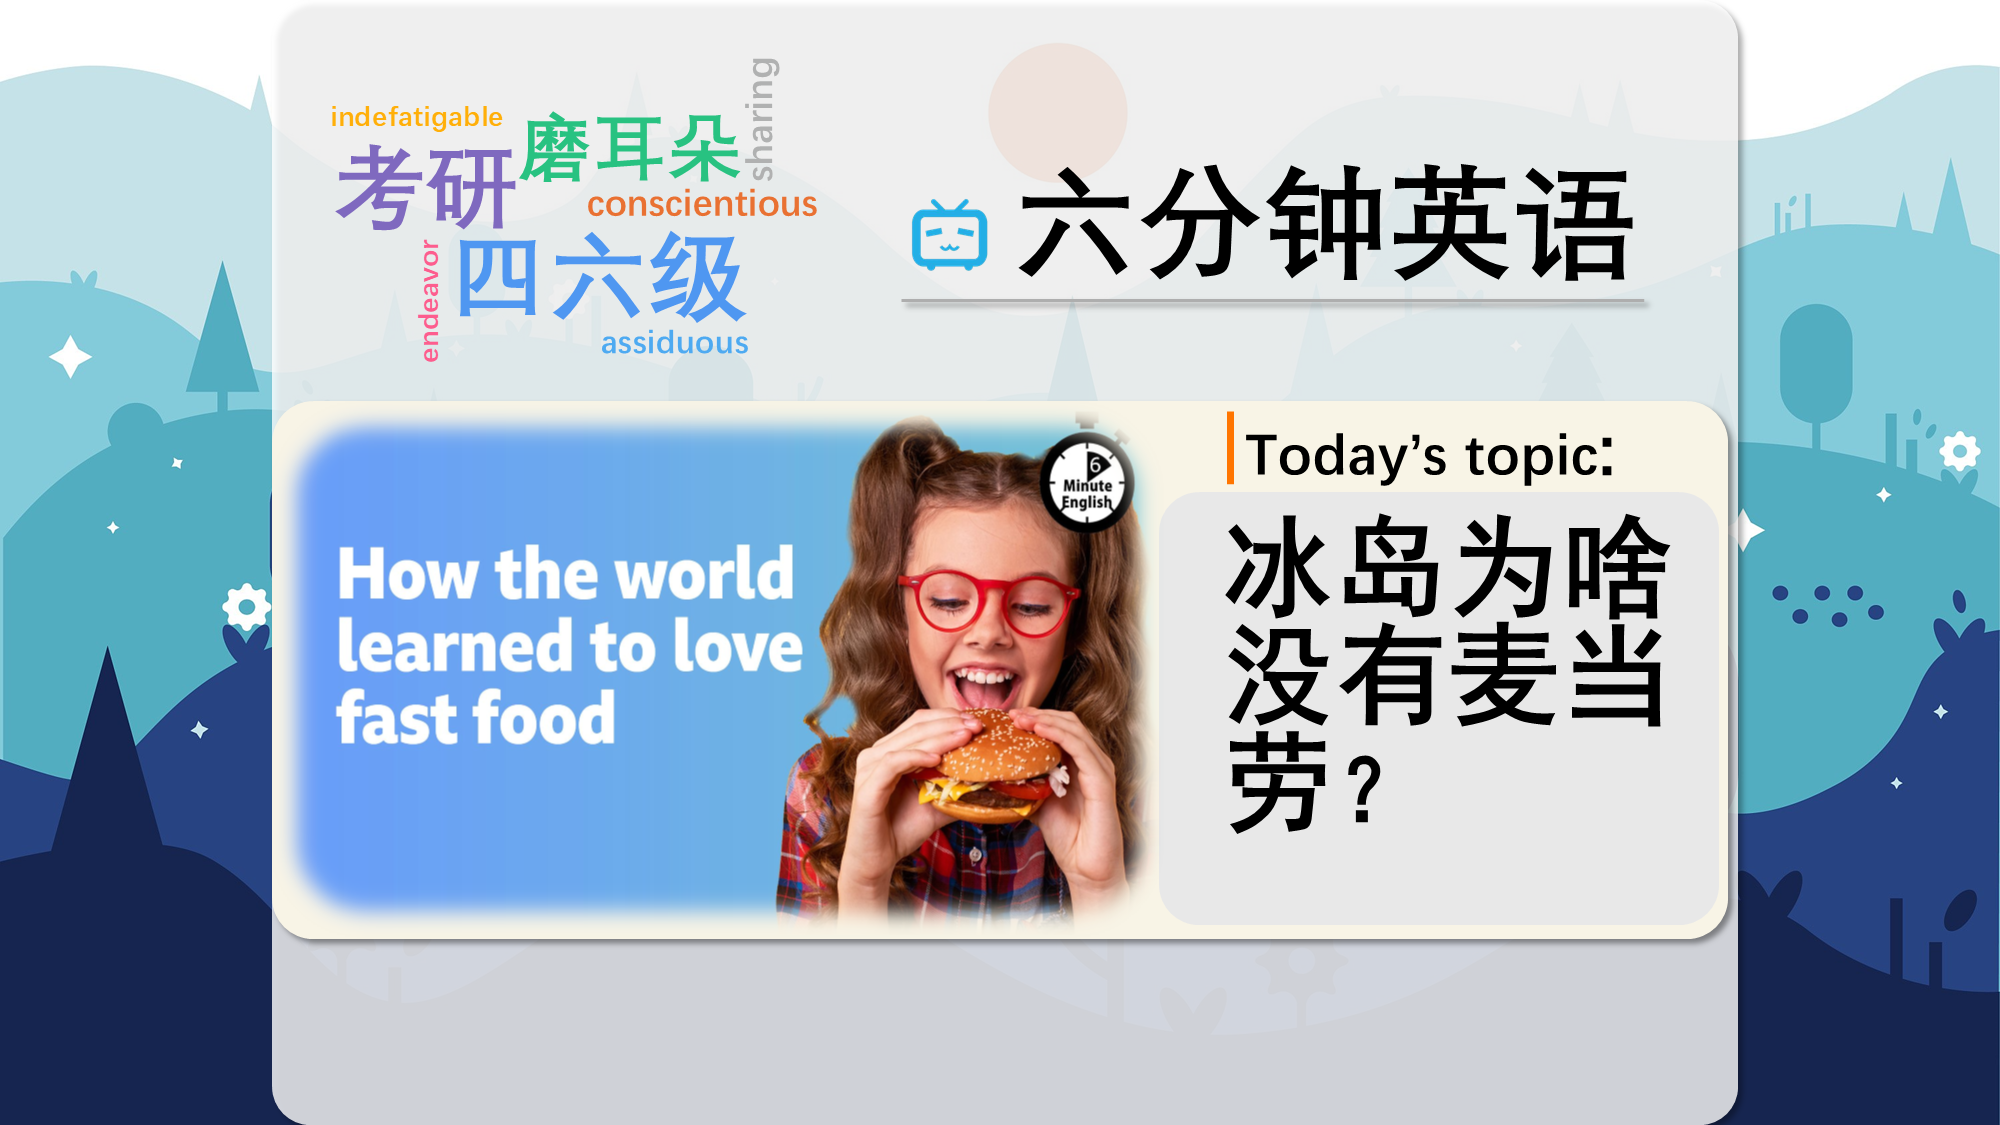 indefatigable
磨耳朵
sharing
考研
conscientious
四六级
endeavor
assiduous
六分钟英语
How the world
learned to love
fast food
6
Minute
English
Today’s topic:
冰岛为啥
没有麦当
劳？